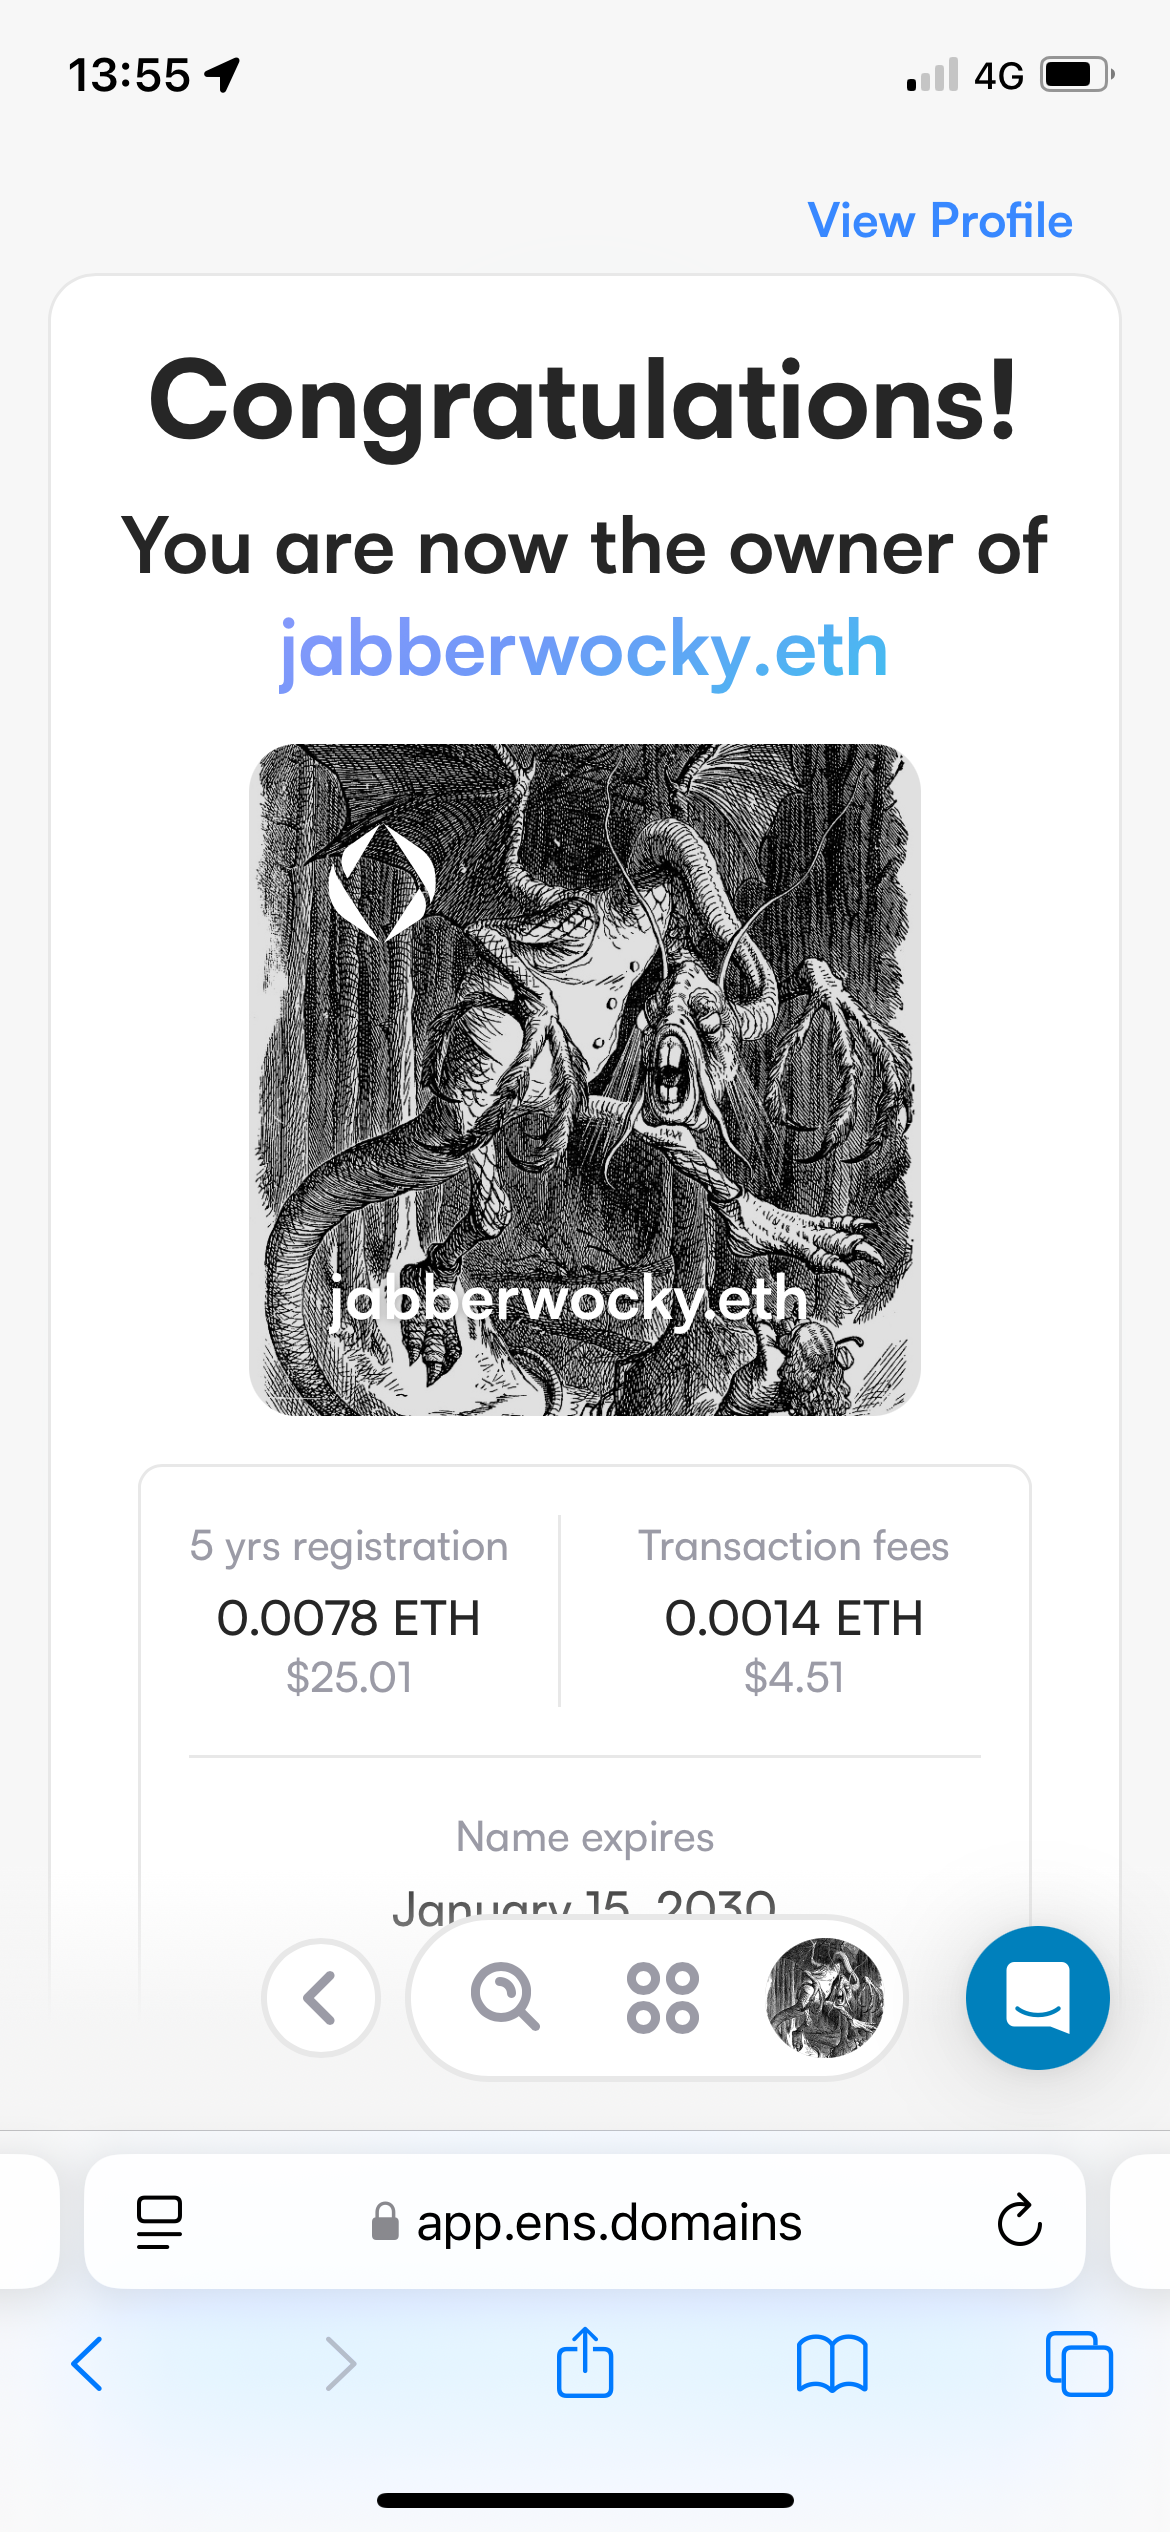 13:55
4G
View Profile
Congratulations!
You are now the owner of
jabberwocky.eth
jabberwocky.eth
5 yrs registration
Transaction fees
0.0078 ETH
0.0014 ETH
$25.01
$4.51
Name expires
January 15, 2030
app.ens.domains